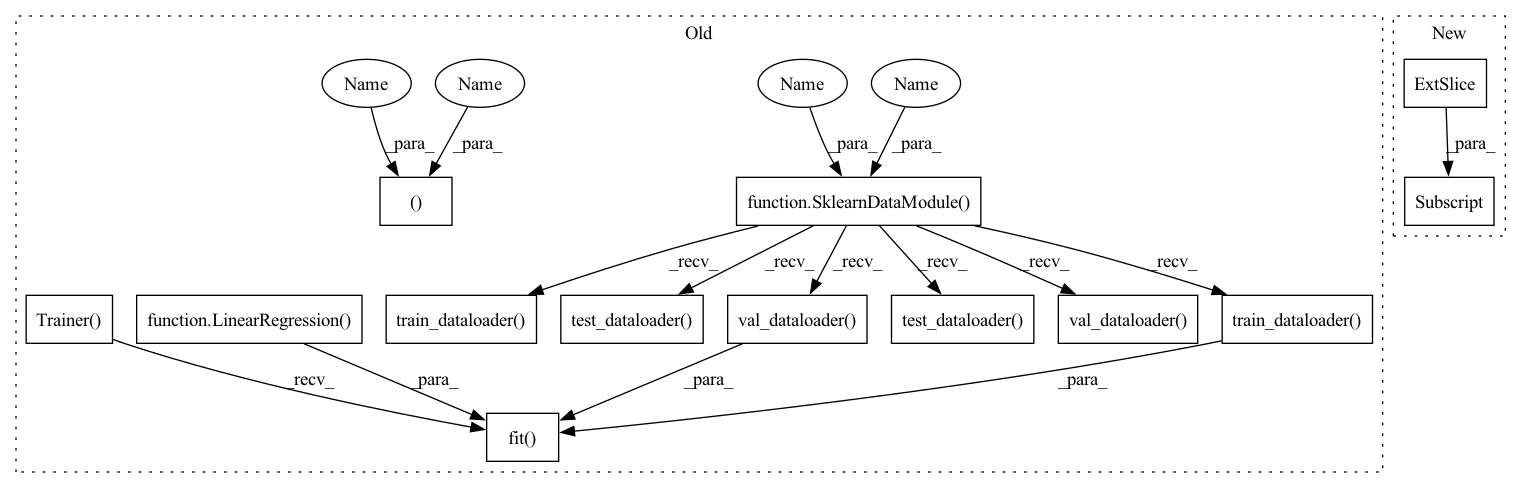 Old
New
Name
Name
Name
Name
ExtSlice
_para_
_para_
_para_
_para_
_para_
()
function.SklearnDataModule()
Subscript
_recv_
_recv_
_recv_
_recv_
_recv_
_recv_
Trainer()
function.LinearRegression()
train_dataloader()
test_dataloader()
val_dataloader()
test_dataloader()
val_dataloader()
train_dataloader()
_recv_
_para_
_para_
_para_
fit()